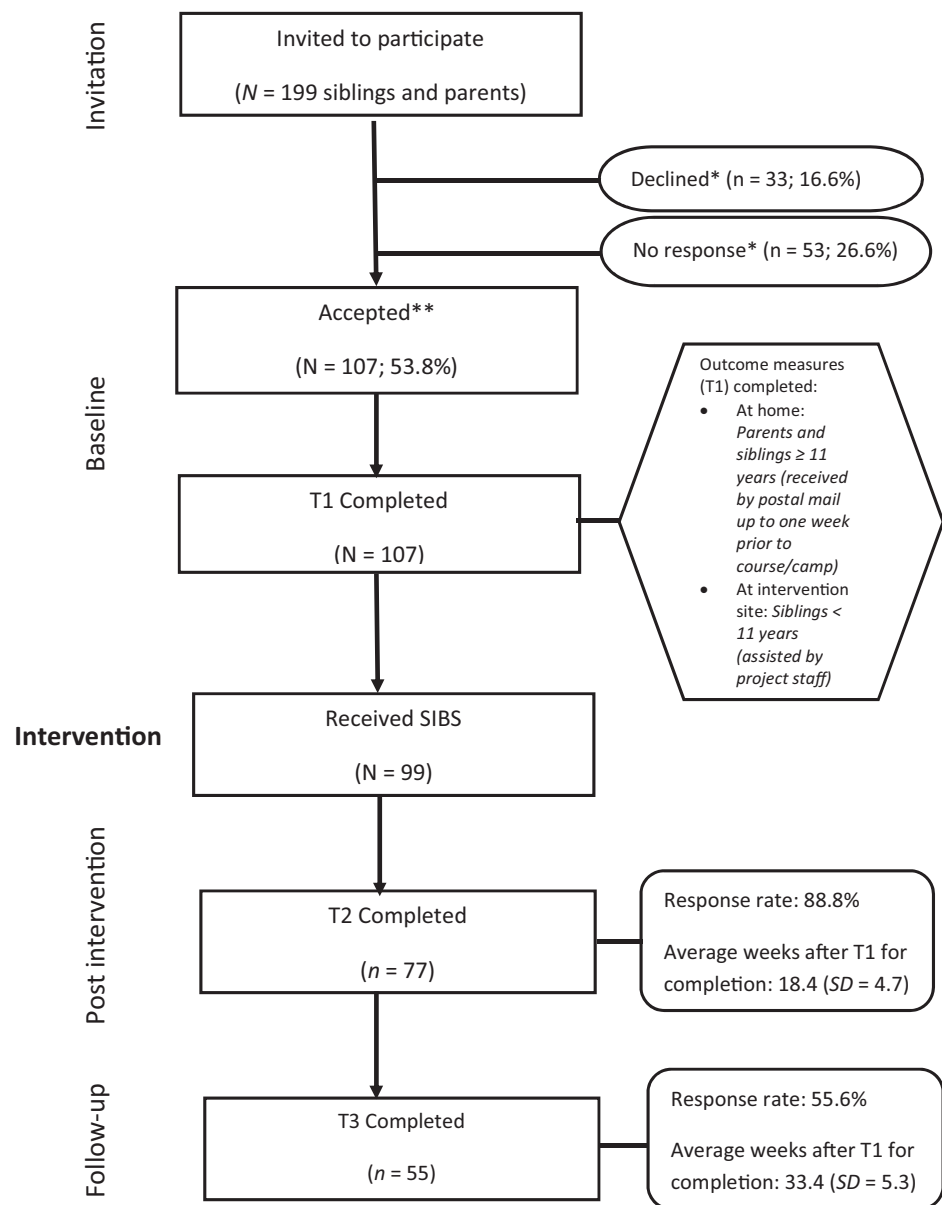 Invitation
Invited to participate
(N = 199 siblings and parents)
Declined* (n = 33; 16.6%)
No response* (n = 53; 26.6%)
Baseline
Accepted**
(N = 107; 53.8%)
T1 Completed
(N = 107)
Outcome measures
(T1) completed:
• At home:
Parents and
siblings ≥ 11
years (received
by postal mail
up to one week
prior to
course/camp)
• At intervention
site: Siblings <
11 years
(assisted by
project staff)
Intervention
Received SIBS
(N = 99)
Post intervention
T2 Completed
(n = 77)
Response rate: 88.8%
Average weeks after T1 for
completion: 18.4 (SD = 4.7)
Follow-up
T3 Completed
(n = 55)
Response rate: 55.6%
Average weeks after T1 for
completion: 33.4 (SD = 5.3)